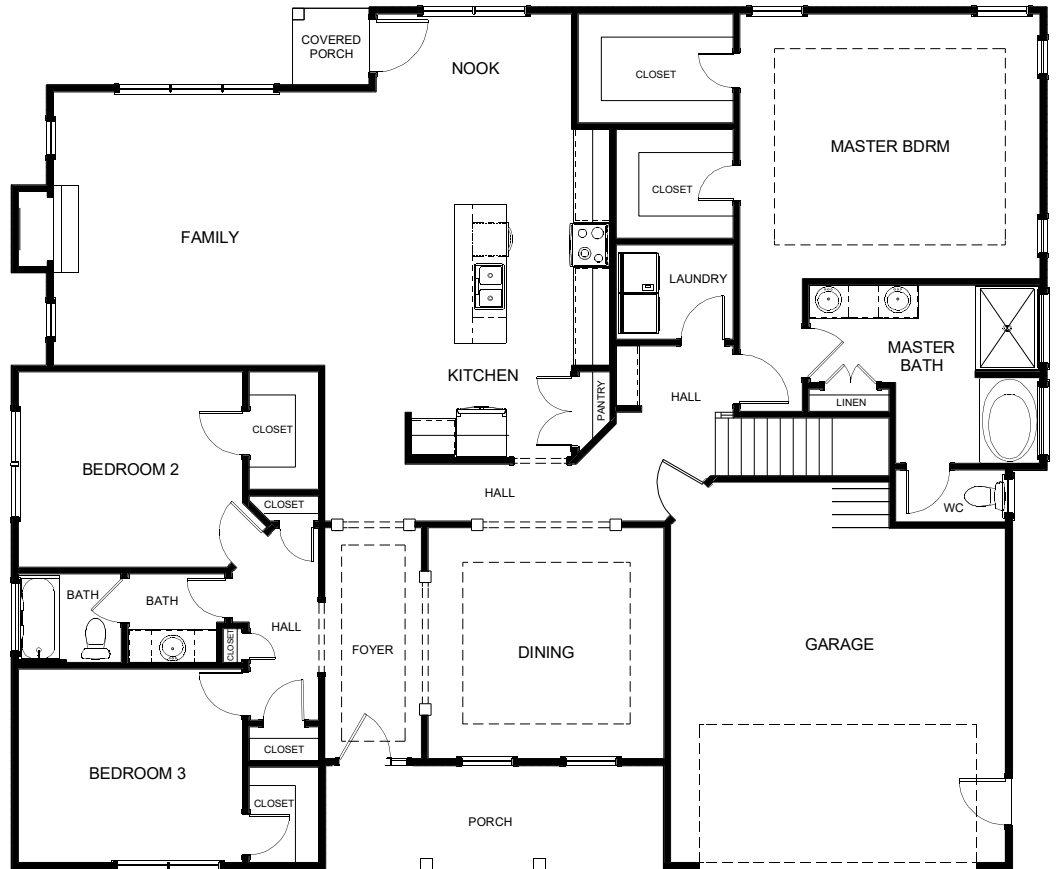 COVERED
PORCH
NOOK
CLOSET
MASTER BDRM
CLOSET
FAMILY
LAUNDRY
MASTER
BATH
KITCHEN
PANTRY
HALL
LINEN
CLOSET
BEDROOM 2
CLOSET
HALL
WC
BATH
BATH
HALL
CLOSET
FOYER
DINING
GARAGE
CLOSET
BEDROOM 3
CLOSET
PORCH